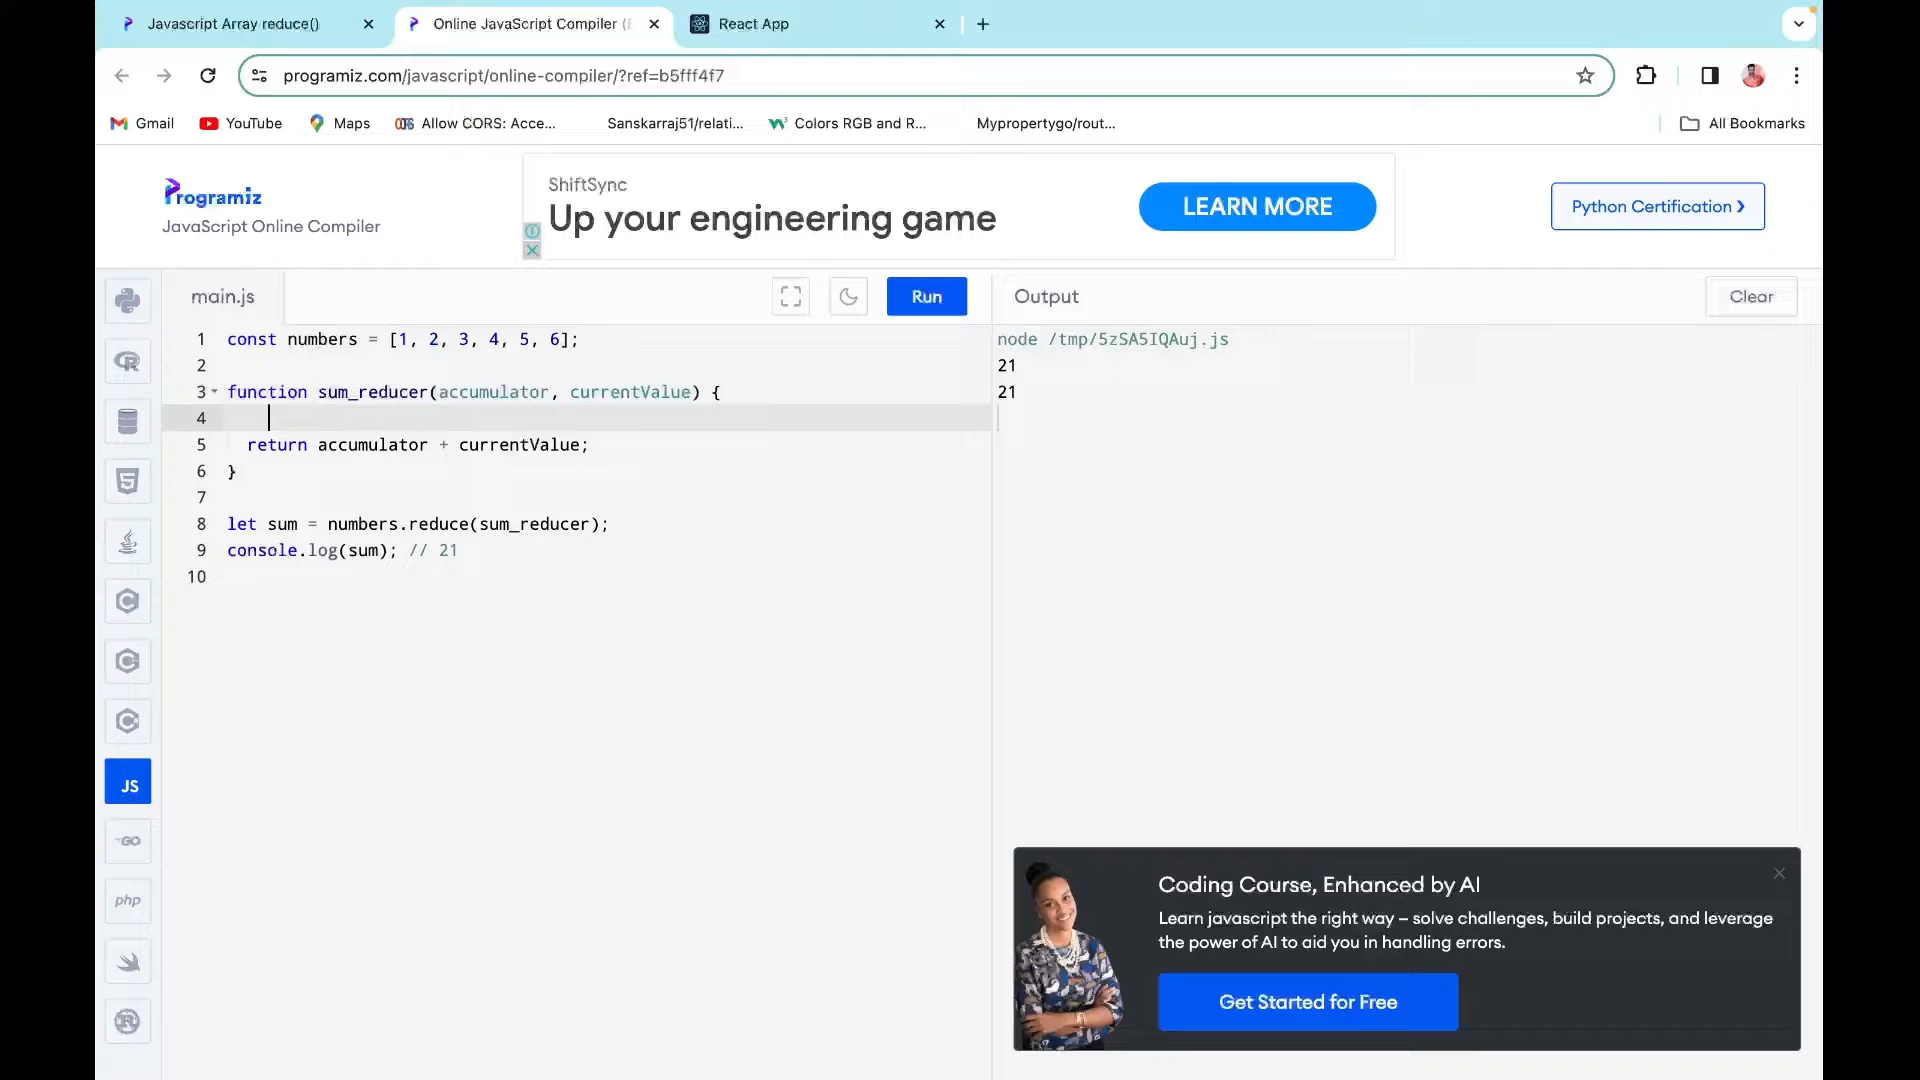 Javascript Array reduce()
Online JavaScript Compiler (E
React App
programiz.com/javascript/online-compiler/?ref=b5fff4f7
Gmail
YouTube
Maps
CORS
Allow CORS: Acce...
Sanskarraj51/relati...
Colors RGB and R...
Mypropertygo/rout...
All Bookmarks
Programiz
JavaScript Online Compiler
ShiftSync
Up your engineering game
LEARN MORE
Python Certification ❯
main.js
Run
Output
Clear
1 const numbers = [1, 2, 3, 4, 5, 6];
2
3 function sum_reducer(accumulator, currentValue) {
4
5 return accumulator + currentValue;
6 }
7
8 let sum = numbers.reduce(sum_reducer);
9 console.log(sum); // 21
10
node /tmp/5zSA5IQAuj.js
21
21
JS
GO
php
Coding Course, Enhanced by AI
Learn javascript the right way – solve challenges, build projects, and leverage
the power of AI to aid you in handling errors.
Get Started for Free